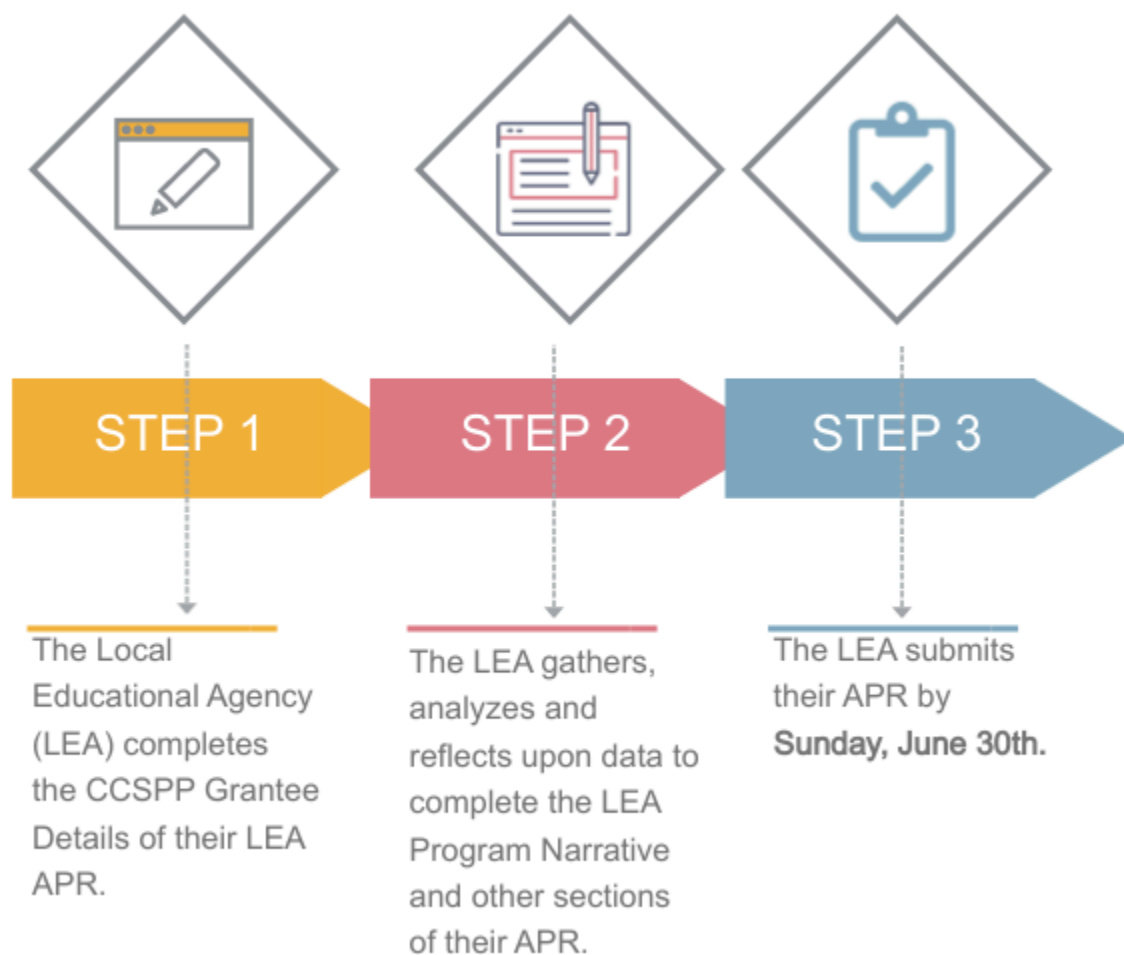 STEP 1
STEP 2
STEP 3
The Local
Educational Agency
(LEA) completes
the CCSPP Grantee
Details of their LEA
APR.
The LEA gathers,
analyzes and
reflects upon data to
complete the LEA
Program Narrative
and other sections
of their APR.
The LEA submits
their APR by
Sunday, June 30th.